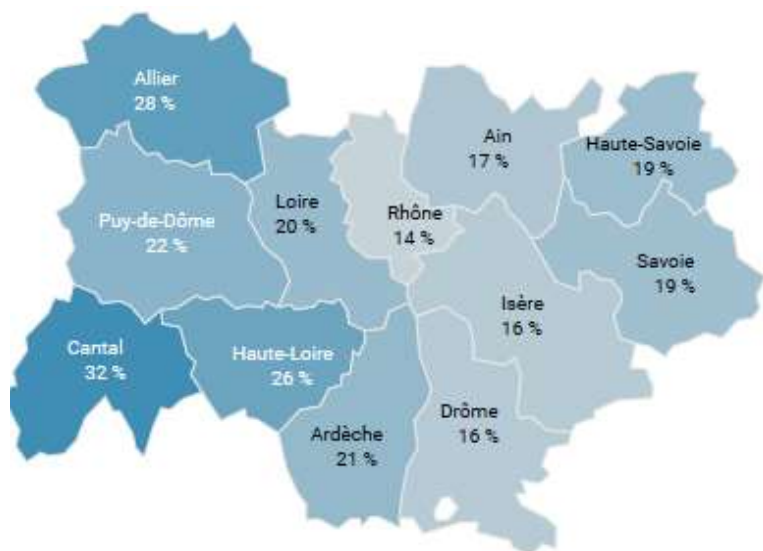 Allier
28 %
Ain
17 %
Haute-Savoie
19 %
Puy-de-Dôme
22 %
Loire
20 %
Rhône
14 %
Savoie
19 %
Isère
16 %
Cantal
32 %
Haute-Loire
26 %
Ardèche
21 %
Drôme
16 %